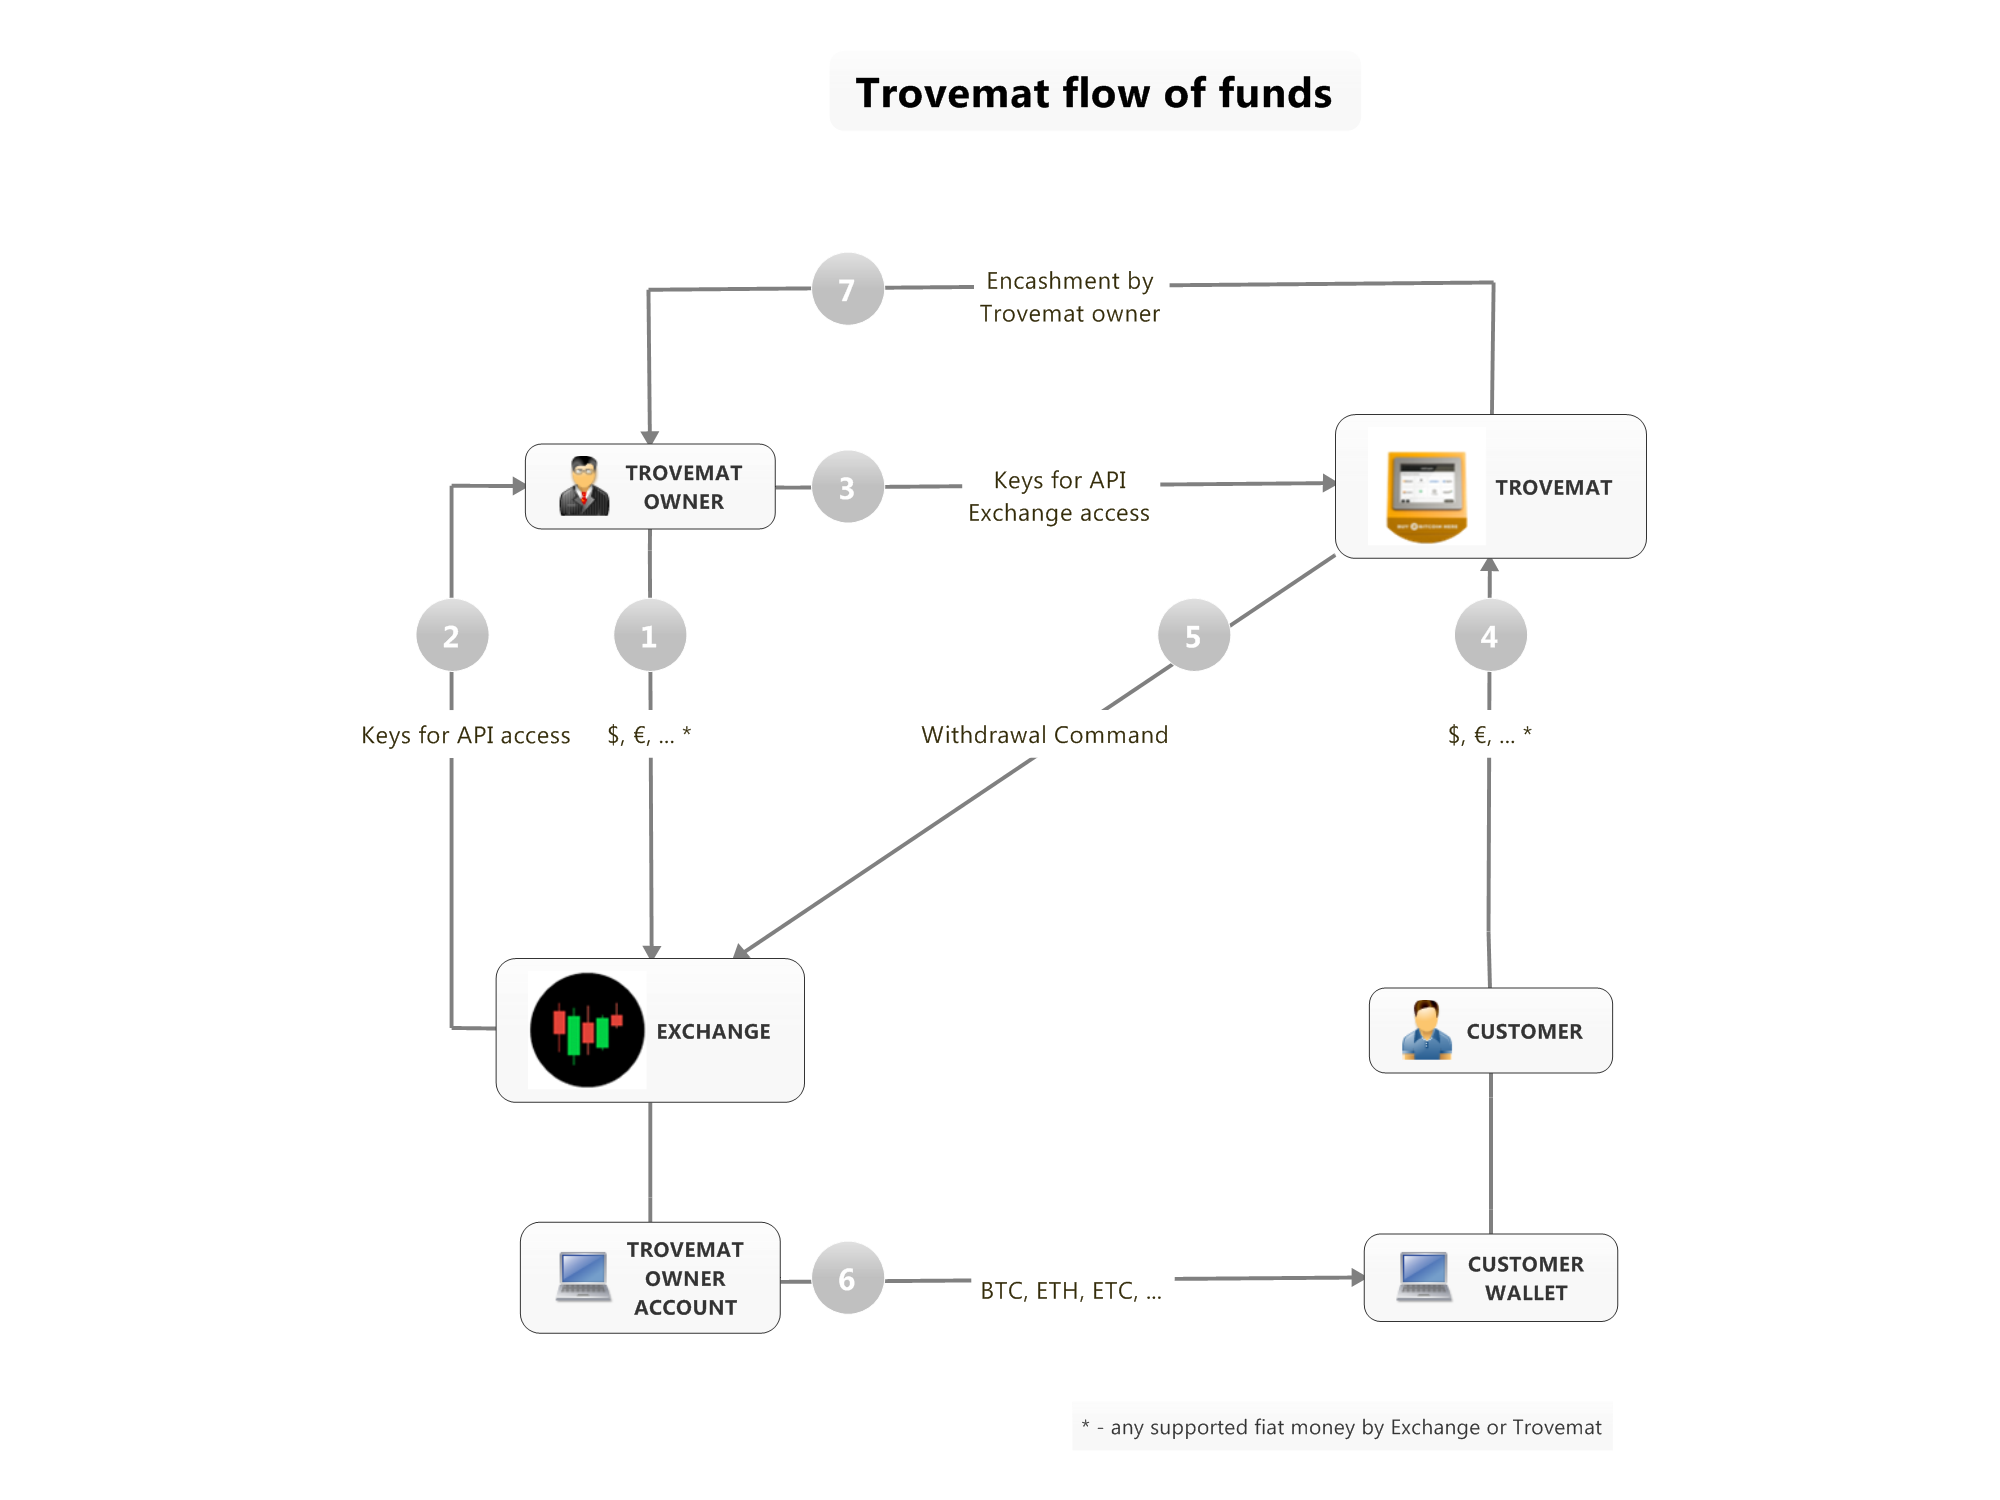 Trovemat flow of funds
7
Encashment by
Trovemat owner
TROVEMAT
OWNER
3
Keys for API
Exchange access
TROVEMAT
2
1
5
4
Keys for API access
$, €, ... *
Withdrawal Command
$, €, ... *
EXCHANGE
CUSTOMER
TROVEMAT
OWNER
ACCOUNT
6
BTC, ETH, ETC, ...
CUSTOMER
WALLET
* - any supported fiat money by Exchange or Trovemat